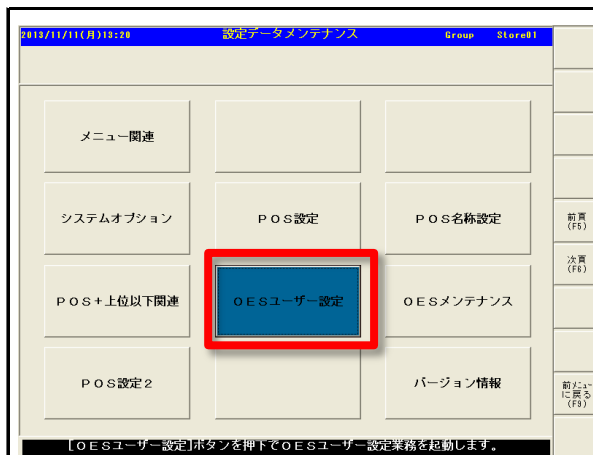 2013/11/11(月)13:20 設定データメンテナンス Group Store01
メニュー関連
システムオプション POS設定 POS名称設定
前頁
(F5)
次頁
(F6)
POS+上位以下関連 OESユーザー設定 OESメンテナンス
POS設定2 バージョン情報
前メニュー
に戻る
(F9)
[OESユーザー設定]ボタンを押下でOESユーザー設定業務を起動します。